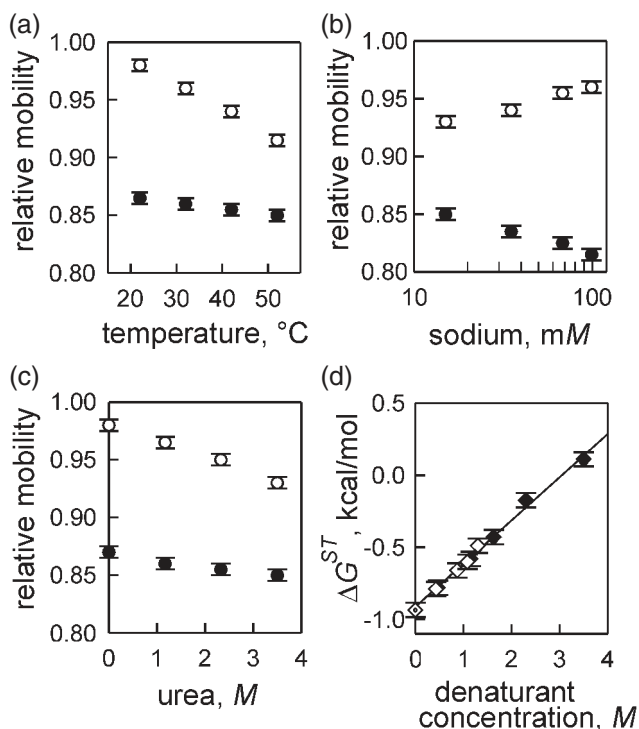 (a)
relative mobility
1.00
0.95
0.90
0.85
0.80
20 30 40 50
temperature, °C
(b)
relative mobility
1.00
0.95
0.90
0.85
0.80
10 100
sodium, mM
(c)
relative mobility
1.00
0.95
0.90
0.85
0.80
0 1 2 3 4
urea, M
(d)
ΔG^ST, kcal/mol
0.5
0.0
-0.5
-1.0
0 1 2 3 4
denaturant
concentration, M